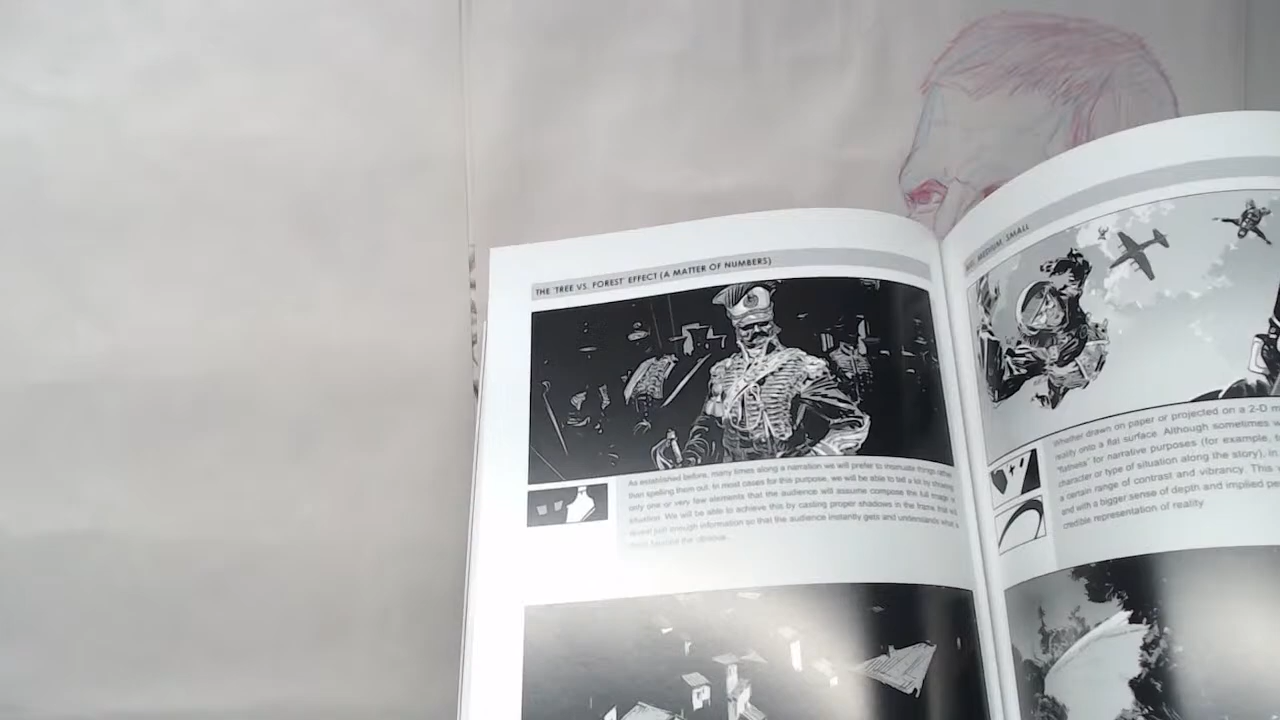 THE 'TREE VS. FOREST' EFFECT (A MATTER OF NUMBERS)
As established before, many times along a narration we will prefer to insinuate things rather
than spelling them out. In most cases for this purpose, we will be able to tell a lot by showing
only one or very few elements that the audience will assume compose the full image or
situation. We will be able to achieve this by casting proper shadows in the frame that will
reveal just enough information so that the audience instantly gets and understands what
MEDIUM, SMALL
Whether drawn on paper or projected on a 2-D
reality onto a flat surface. Although sometimes
"flatness" for narrative purposes (for example,
character or type of situation along the story), in
a certain range of contrast and vibrancy. This
and with a bigger sense of depth and implied
credible representation of reality.